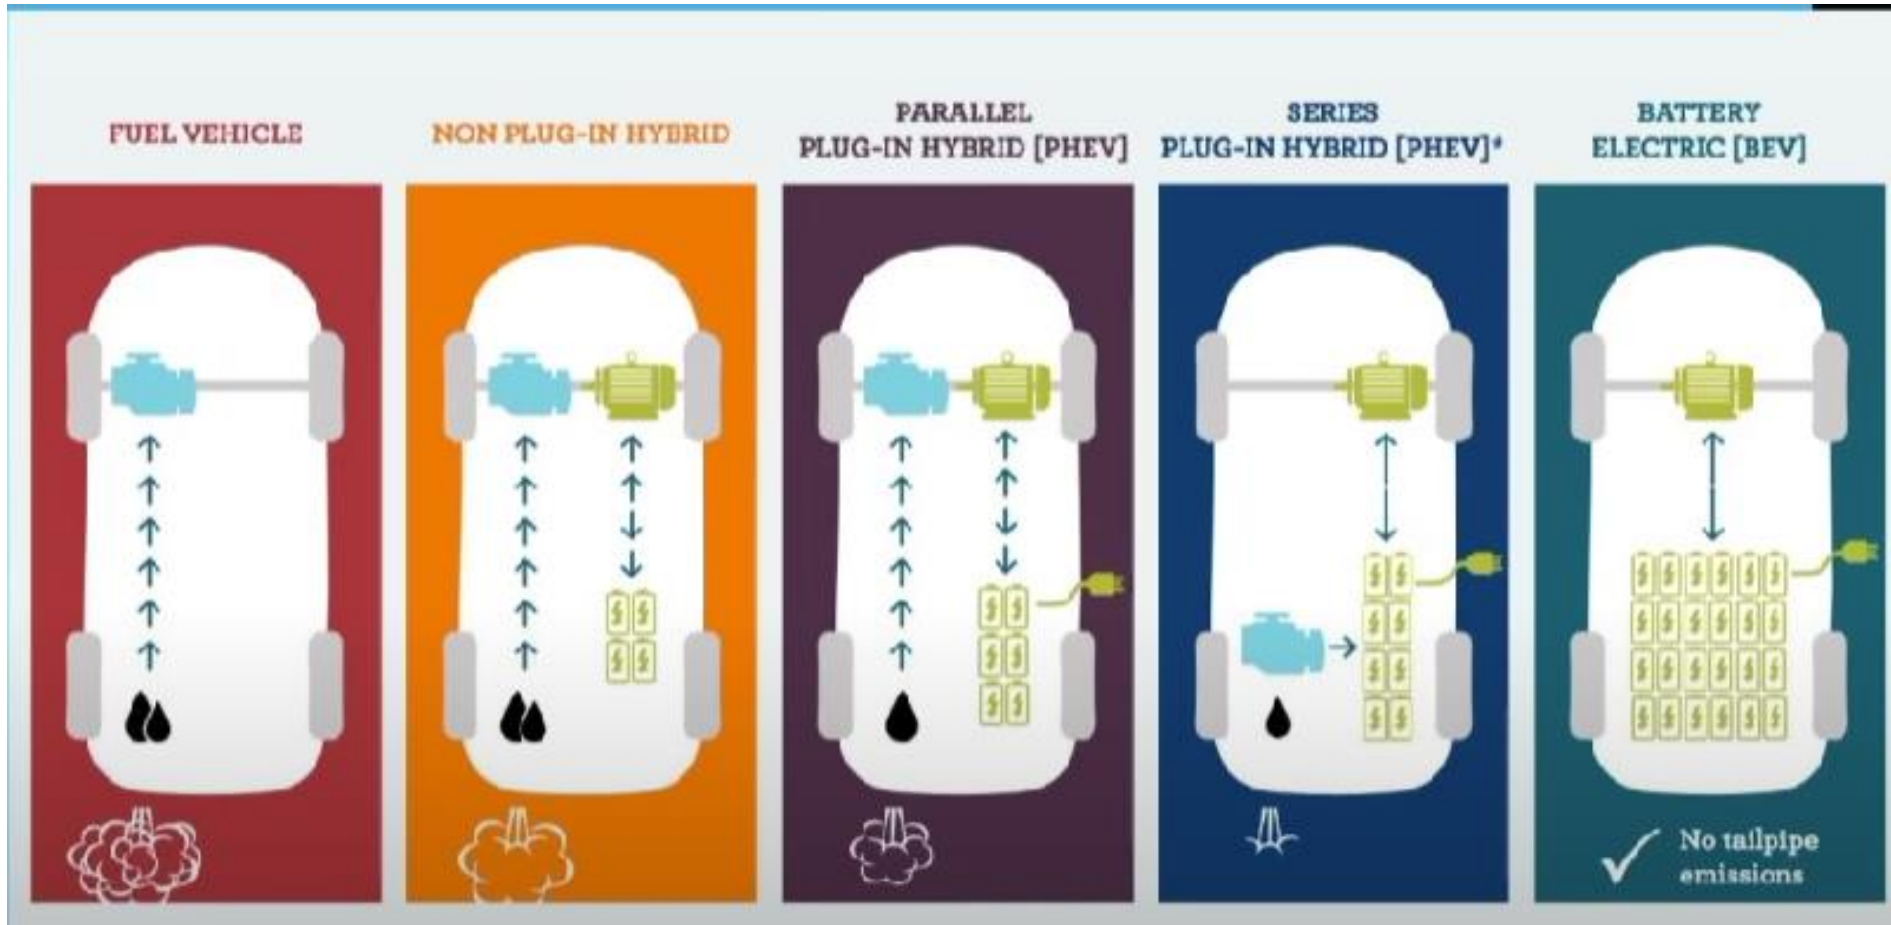 FUEL VEHICLE
NON PLUG-IN HYBRID
PARALLEL
PLUG-IN HYBRID [PHEV]
SERIES
PLUG-IN HYBRID [PHEV]*
BATTERY
ELECTRIC [BEV]
No tailpipe
emissions